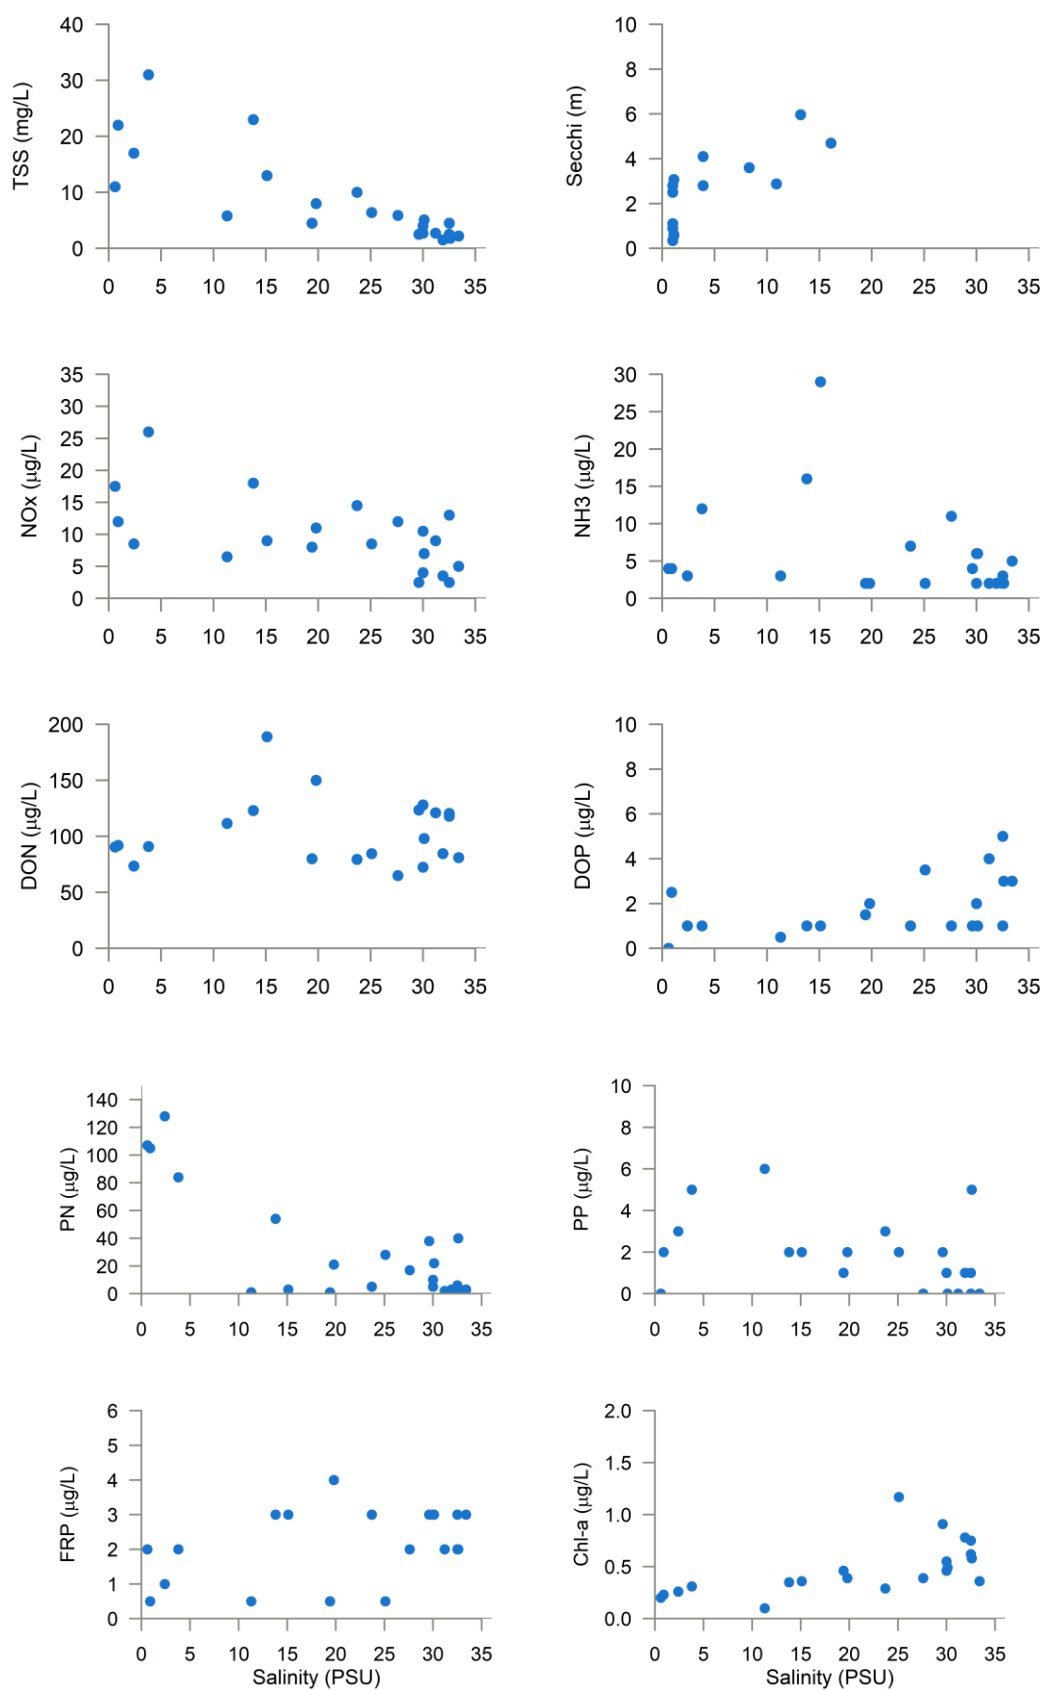 TSS (mg/L)
40
30
20
10
0
0 5 10 15 20 25 30 35
Secchi (m)
10
8
6
4
2
0
0 5 10 15 20 25 30 35
NOx (µg/L)
35
30
25
20
15
10
5
0
0 5 10 15 20 25 30 35
NH3 (µg/L)
30
25
20
15
10
5
0
0 5 10 15 20 25 30 35
DON (µg/L)
200
150
100
50
0
0 5 10 15 20 25 30 35
DOP (µg/L)
10
8
6
4
2
0
0 5 10 15 20 25 30 35
PN (µg/L)
140
120
100
80
60
40
20
0
0 5 10 15 20 25 30 35
PP (µg/L)
10
8
6
4
2
0
0 5 10 15 20 25 30 35
FRP (µg/L)
6
5
4
3
2
1
0
0 5 10 15 20 25 30 35
Salinity (PSU)
Chl-a (µg/L)
2.0
1.5
1.0
0.5
0.0
0 5 10 15 20 25 30 35
Salinity (PSU)